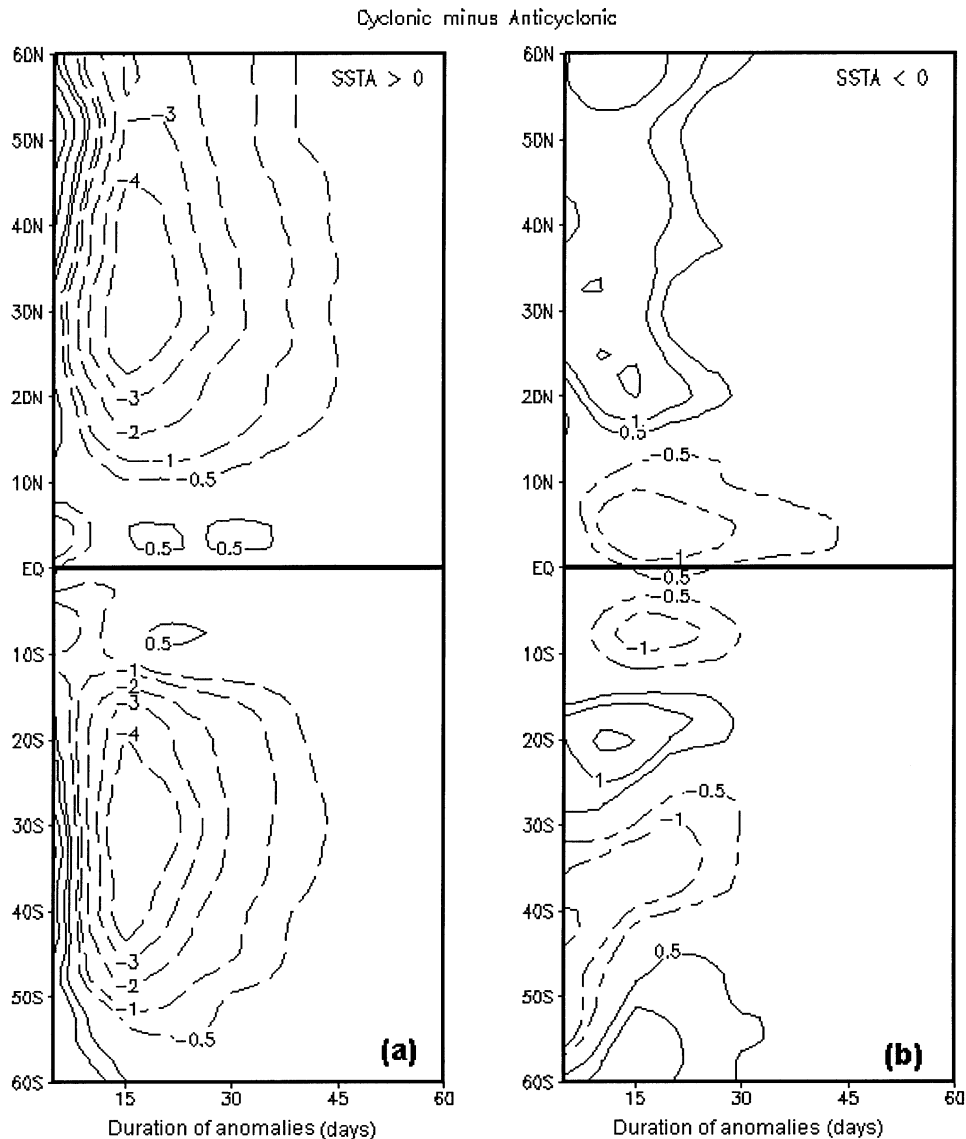 Cyclonic minus Anticyclonic
60N
50N
40N
30N
20N
10N
EQ
10S
20S
30S
40S
50S
60S
SSTA > 0
-3
-4
-3
-2
-1
-0.5
0.5
0.5
0.5
-1
-2
-3
-4
-3
-2
-1
-0.5
(a)
15
30
45
60
Duration of anomalies (days)
60N
50N
40N
30N
20N
10N
EQ
10S
20S
30S
40S
50S
60S
SSTA < 0
1
0.5
-0.5
-1
-0.5
-0.5
-1
1
-0.5
-1
0.5
(b)
15
30
45
60
Duration of anomalies (days)